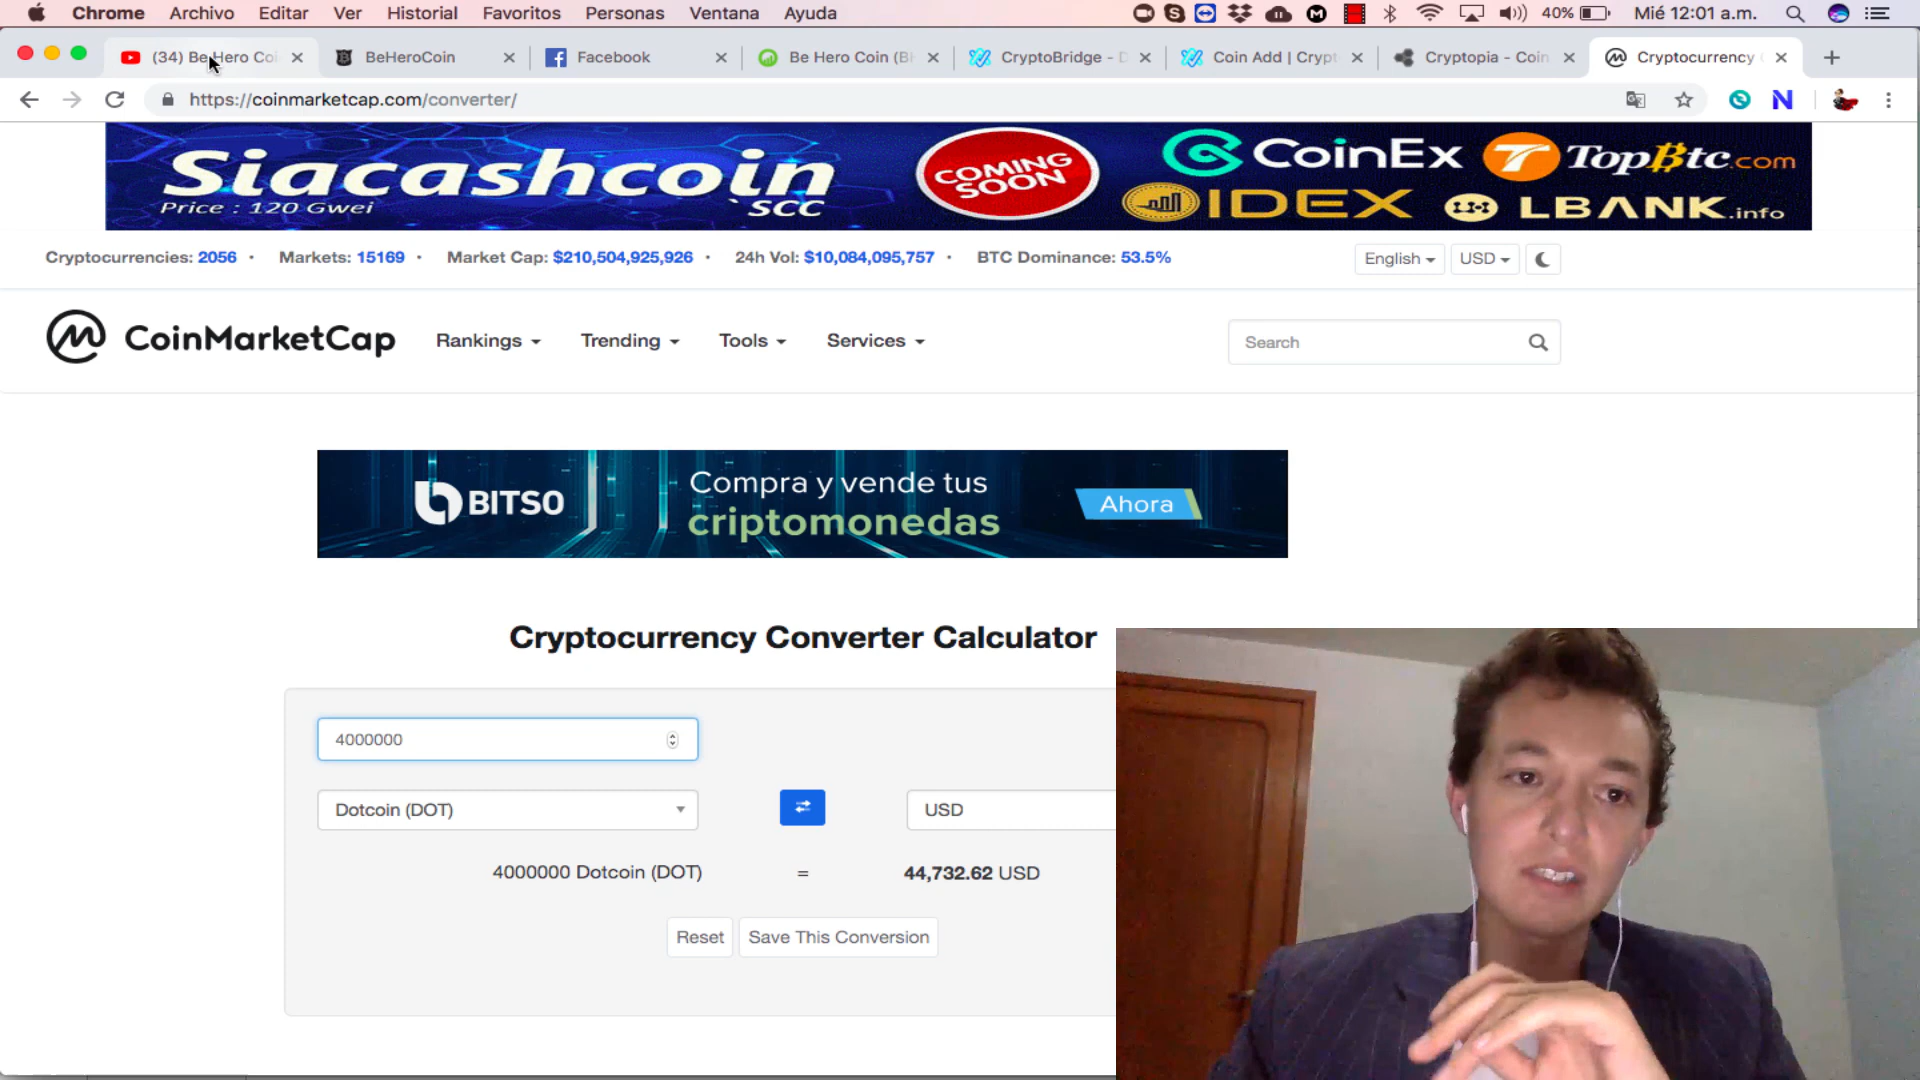 Chrome Archivo Editar Ver Historial Favoritos Personas Ventana Ayuda 40% Mié 12:01 a.m.
(34) Be Hero Coi BeHeroCoin Facebook Be Hero Coin (BH CryptoBridge - D Coin Add | Crypt Cryptopia - Coin Cryptocurrency
https://coinmarketcap.com/converter/
Siacashcoin
`SCC
Price : 120 Gwei
COMING SOON
CoinEx TopBtc.com
IDEX LBANK.info
Cryptocurrencies: 2056 • Markets: 15169 • Market Cap: $210,504,925,926 • 24h Vol: $10,084,095,757 • BTC Dominance: 53.5% English USD
CoinMarketCap Rankings Trending Tools Services Search
BITSO
Compra y vende tus
criptomonedas
Ahora
Cryptocurrency Converter Calculator
4000000
Dotcoin (DOT) USD
4000000 Dotcoin (DOT) = 44,732.62 USD
Reset Save This Conversion